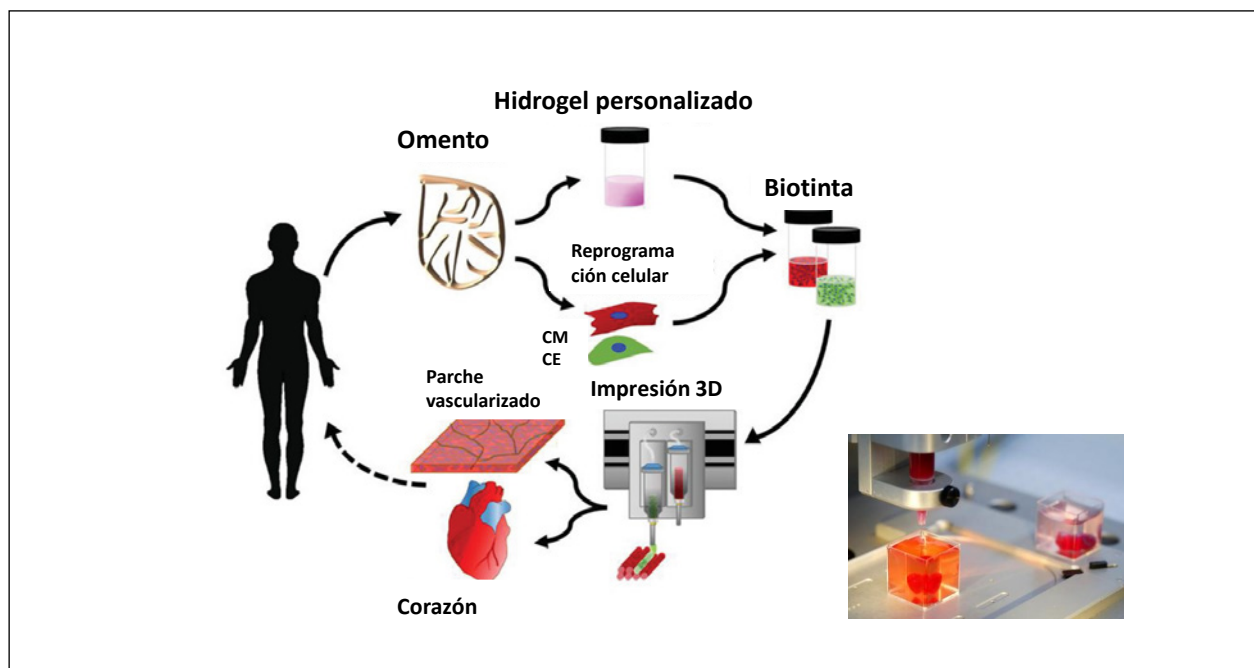 Hidrogel personalizado
Omento
Biotinta
Reprograma
ción celular
CM
CE
Parche
vascularizado
Impresión 3D
Corazón